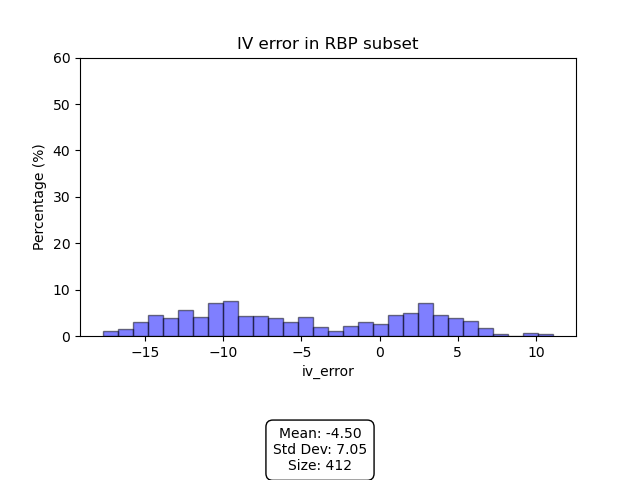 IV error in RBP subset
60
50
40
30
20
10
0
Percentage (%)
−15 −10 −5 0 5 10
iv_error
Mean: -4.50
Std Dev: 7.05
Size: 412